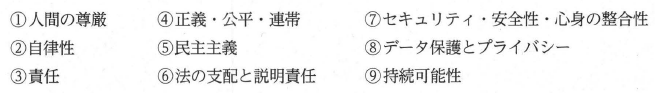 ①人間の尊厳 ④正義・公平・連帯 ⑦セキュリティ・安全性・心身の整合性
②自律性 ⑤民主主義 ⑧データ保護とプライバシー
③責任 ⑥法の支配と説明責任 ⑨持続可能性